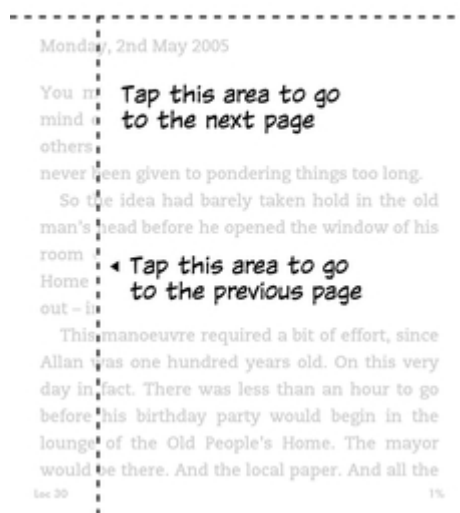 Monday, 2nd May 2005
You m Tap this area to go
mind to the next page
others
never been given to pondering things too long.
So the idea had barely taken hold in the old
man's head before he opened the window of his
room ◂ Tap this area to go
Home to the previous page
out – i
This manoeuvre required a bit of effort, since
Allan was one hundred years old. On this very
day in fact. There was less than an hour to go
before his birthday party would begin in the
lounge of the Old People's Home. The mayor
would be there. And the local paper. And all the
Loc 30 1%